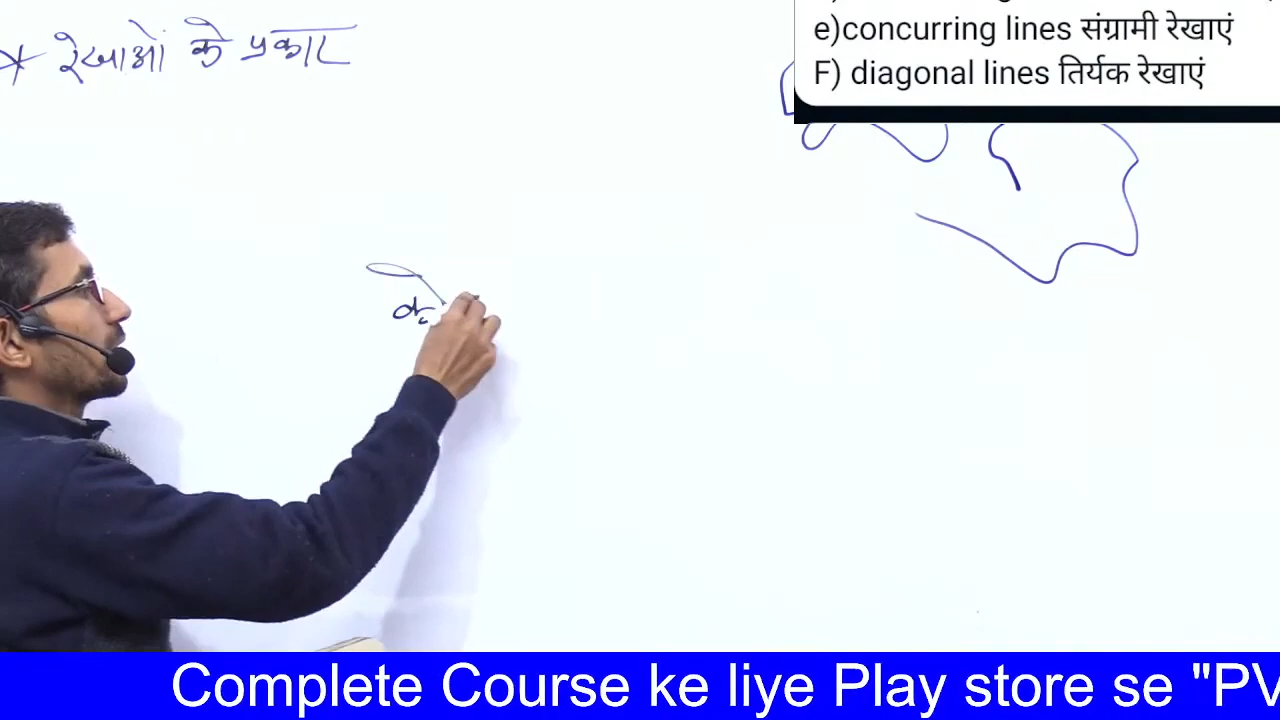 * रेखाओं के प्रकार
e)concurring lines संग्रामी रेखाएं
F) diagonal lines तिर्यक रेखाएं
Complete Course ke liye Play store se "PV